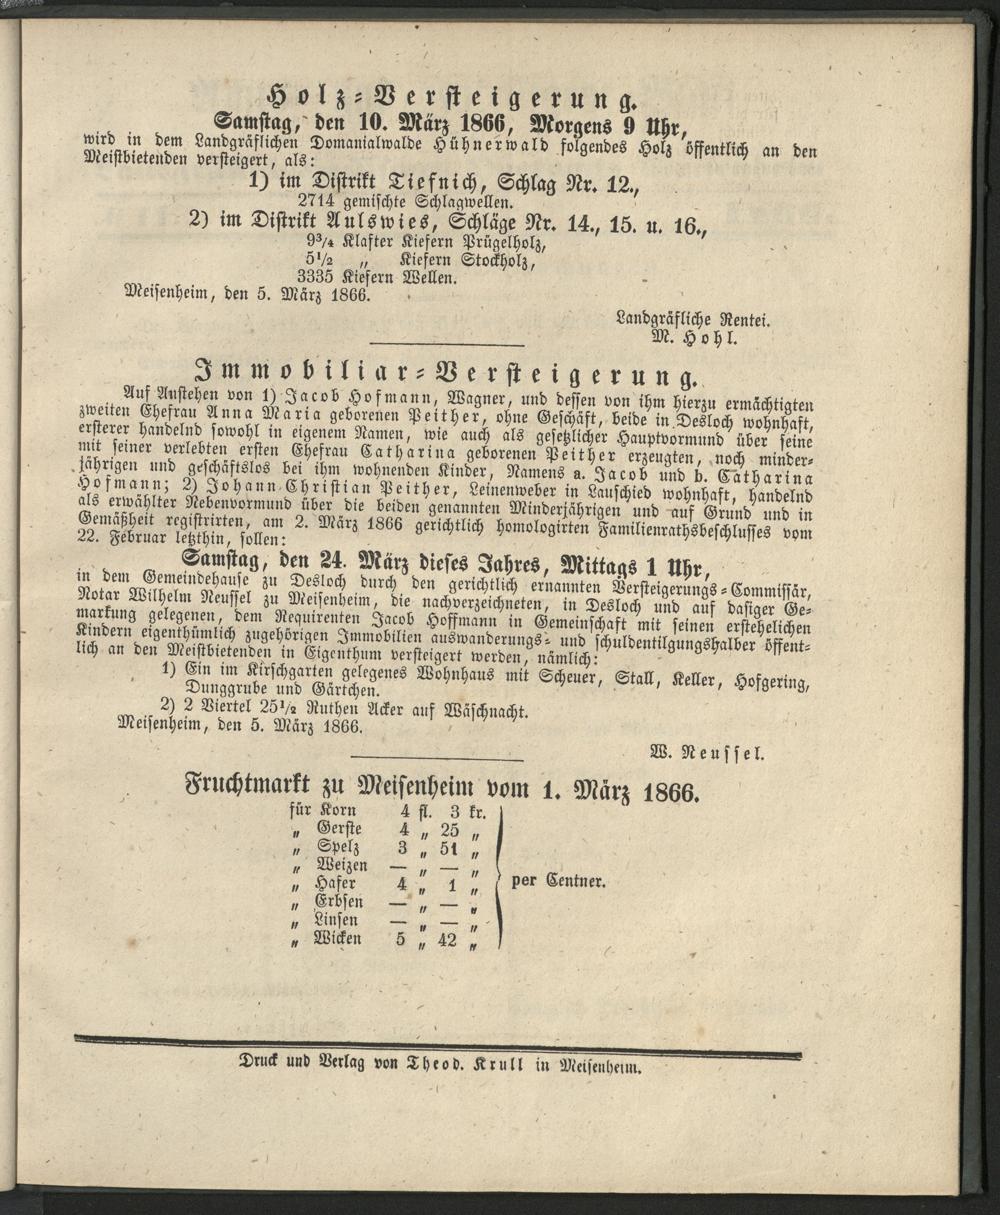 Holz-Versteigerung.
Samstag, den 10. März 1866, Morgens 9 Uhr,
wird in dem Landgräflichen Domanialwalde Hühnerwald folgendes Holz öffentlich an den
Meistbietenden versteigert, als:
1) im Distrikt Tiefnich, Schlag Nr. 12.,
2714 gemischte Schlagwellen.
2) im Distrikt Aulswies, Schläge Nr. 14., 15. u. 16.,
9 3/4 Klafter Kiefern Prügelholz,
5 1/2 „ Kiefern Stockholz,
3335 Kiefern Wellen.
Meisenheim, den 5. März 1866.
Landgräfliche Rentei.
M. Hohl.
Immobiliar-Versteigerung.
Auf Anstehen von 1) Jacob Hofmann, Wagner, und dessen von ihm hierzu ermächtigten
zweiten Ehefrau Anna Maria geborenen Peither, ohne Geschäft, beide in Desloch wohnhaft,
ersterer handelnd sowohl in eigenem Namen, wie auch als gesetzlicher Hauptvormund über seine
mit seiner verlebten ersten Ehefrau Catharina geborenen Peither erzeugten, noch minder-
jährigen und geschäftslos bei ihm wohnenden Kinder, Namens a. Jacob und b. Catharina
Hofmann; 2) Johann Christian Peither, Leinenweber in Lauschied wohnhaft, handelnd
als erwählter Nebenvormund über die beiden genannten Minderjährigen und auf Grund und in
Gemäßheit registrirten, am 2. März 1866 gerichtlich homologirten Familienrathsbeschlusses vom
22. Februar letzthin, sollen:
Samstag, den 24. März dieses Jahres, Mittags 1 Uhr,
in dem Gemeindehause zu Desloch durch den gerichtlich ernannten Versteigerungs-Commissär,
Notar Wilhelm Neussel zu Meisenheim, die nachverzeichneten, in Desloch und auf dasiger Ge-
markung gelegenen, dem Requirenten Jacob Hoffmann in Gemeinschaft mit seinen erstehelichen
Kindern eigenthümlich zugehörigen Immobilien auswanderungs- und schuldentilgungshalber öffent-
lich an den Meistbietenden in Eigenthum versteigert werden, nämlich:
1) Ein im Kirschgarten gelegenes Wohnhaus mit Scheuer, Stall, Keller, Hofgering,
Dunggrube und Gärtchen.
2) 2 Viertel 25 1/2 Ruthen Acker auf Wäschnacht.
Meisenheim, den 5. März 1866.
W. Neussel.
Fruchtmarkt zu Meisenheim vom 1. März 1866.
für Korn 4 fl. 3 kr.
„ Gerste 4 „ 25 „
„ Spelz 3 „ 51 „
„ Weizen — „ — „
„ Hafer 4 „ 1 „ per Centner.
„ Erbsen — „ — „
„ Linsen — „ — „
„ Wicken 5 „ 42 „
Druck und Verlag von Theod. Krull in Meisenheim.